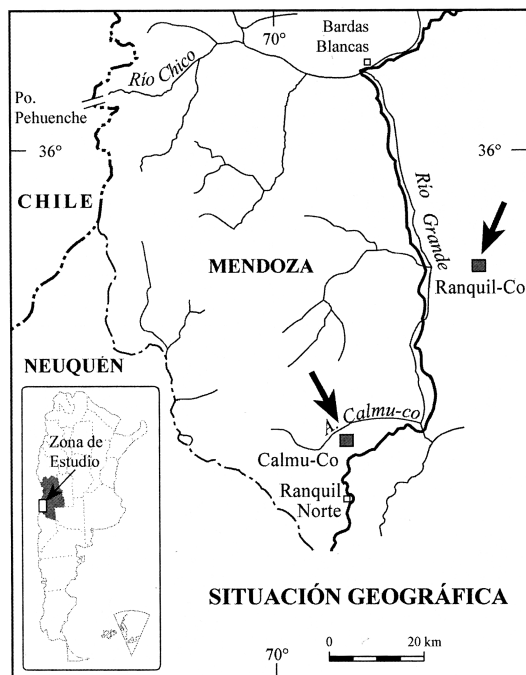 70°
Bardas
Blancas
Río Chico
Po.
Pehuenche
36°
36°
CHILE
Río Grande
MENDOZA
Ranquil-Co
NEUQUÉN
A. Calmu-co
Zona de
Estudio
Calmu-Co
Ranquil
Norte
SITUACIÓN GEOGRÁFICA
0
20 km
70°